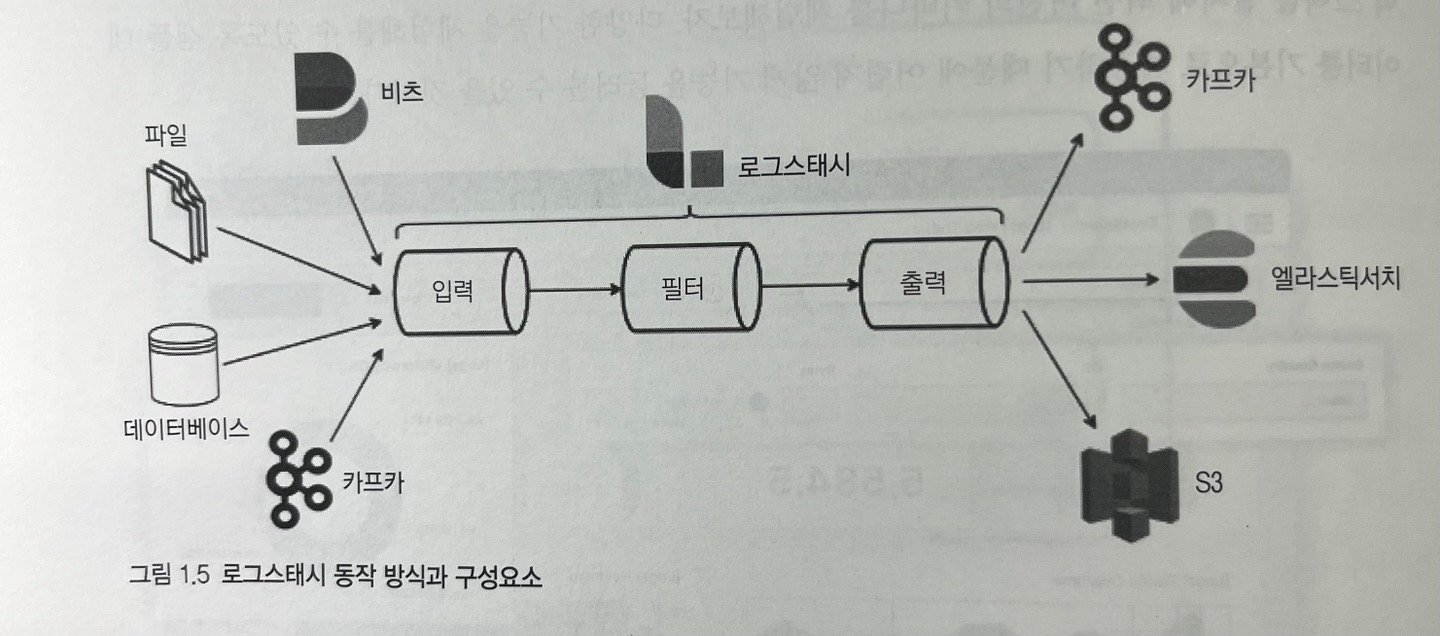 비츠
카프카
파일
로그스태시
입력
필터
출력
엘라스틱서치
데이터베이스
카프카
S3
그림 1.5 로그스태시 동작 방식과 구성요소